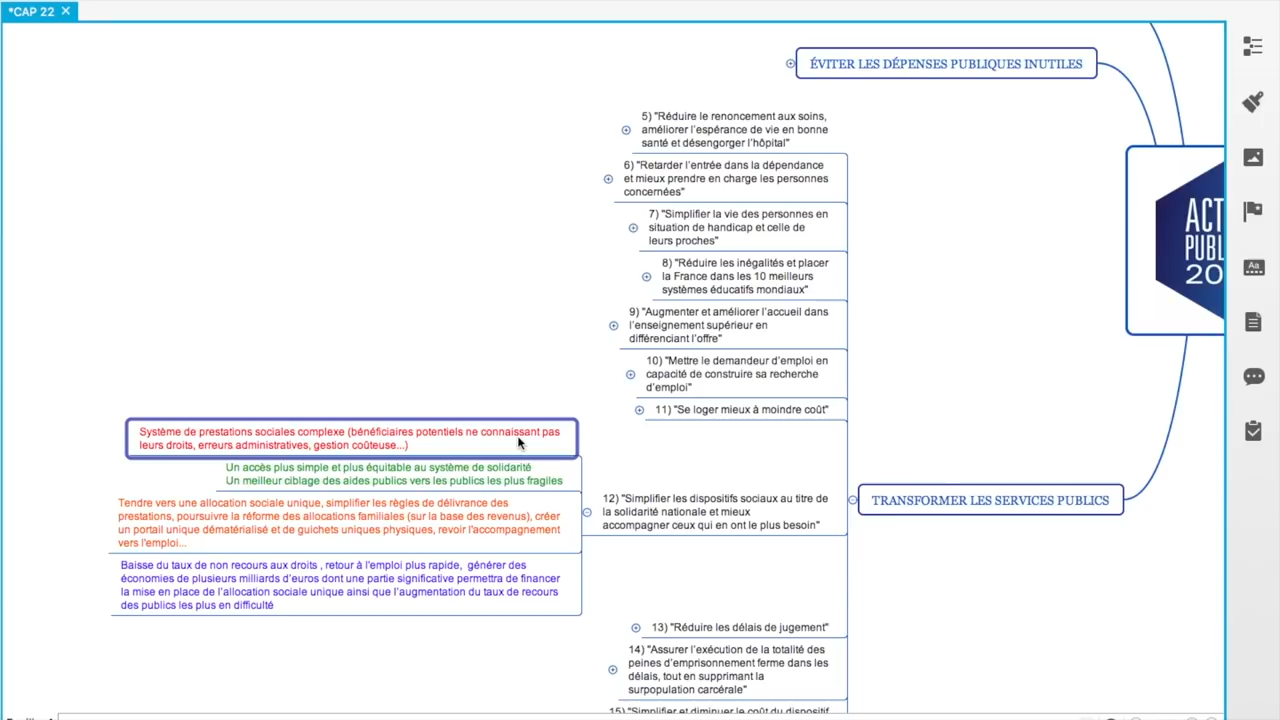 *CAP 22
ÉVITER LES DÉPENSES PUBLIQUES INUTILES
5) "Réduire le renoncement aux soins,
améliorer l'espérance de vie en bonne
santé et désengorger l'hôpital"
6) "Retarder l'entrée dans la dépendance
et mieux prendre en charge les personnes
concernées"
7) "Simplifier la vie des personnes en
situation de handicap et celle de
leurs proches"
8) "Réduire les inégalités et placer
la France dans les 10 meilleurs
systèmes éducatifs mondiaux"
9) "Augmenter et améliorer l'accueil dans
l'enseignement supérieur en
différenciant l'offre"
10) "Mettre le demandeur d'emploi en
capacité de construire sa recherche
d'emploi"
11) "Se loger mieux à moindre coût"
Système de prestations sociales complexe (bénéficiaires potentiels ne connaissant pas
leurs droits, erreurs administratives, gestion coûteuse...)
Un accès plus simple et plus équitable au système de solidarité
Un meilleur ciblage des aides publics vers les publics les plus fragiles
Tendre vers une allocation sociale unique, simplifier les règles de délivrance des
prestations, poursuivre la réforme des allocations familiales (sur la base des revenus), créer
un portail unique dématérialisé et de guichets uniques physiques, revoir l'accompagnement
vers l'emploi...
Baisse du taux de non recours aux droits , retour à l'emploi plus rapide, générer des
économies de plusieurs milliards d'euros dont une partie significative permettra de financer
la mise en place de l'allocation sociale unique ainsi que l'augmentation du taux de recours
des publics les plus en difficulté
12) "Simplifier les dispositifs sociaux au titre de
la solidarité nationale et mieux
accompagner ceux qui en ont le plus besoin"
TRANSFORMER LES SERVICES PUBLICS
13) "Réduire les délais de jugement"
14) "Assurer l'exécution de la totalité des
peines d'emprisonnement ferme dans les
délais, tout en supprimant la
surpopulation carcérale"
15) "Simplifier et diminuer le coût du dispositif
ACT
PUBL
20
Aa